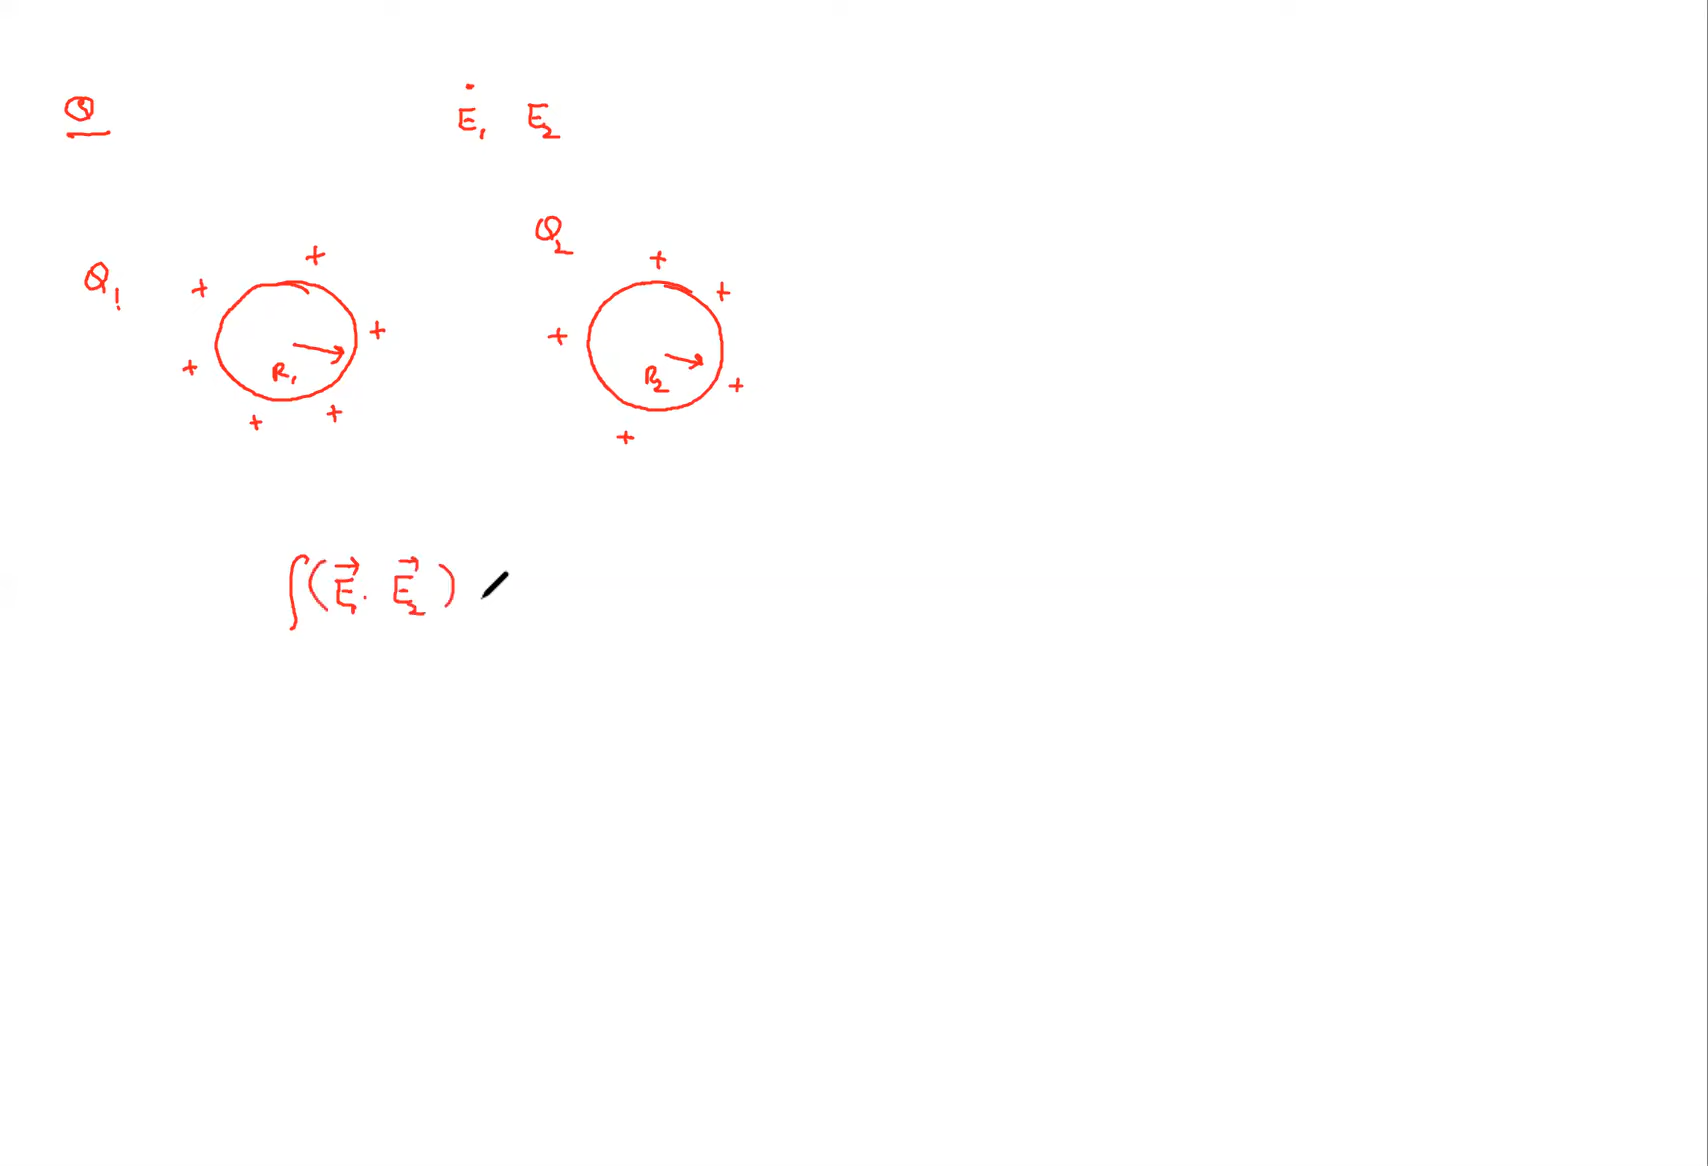 Q
E₁ E₂
Q₂
+ +
Q₁ + + +
+ +
R₁ R₂
+ +
+ +
+
∫(E⃗₁ · E⃗₂)